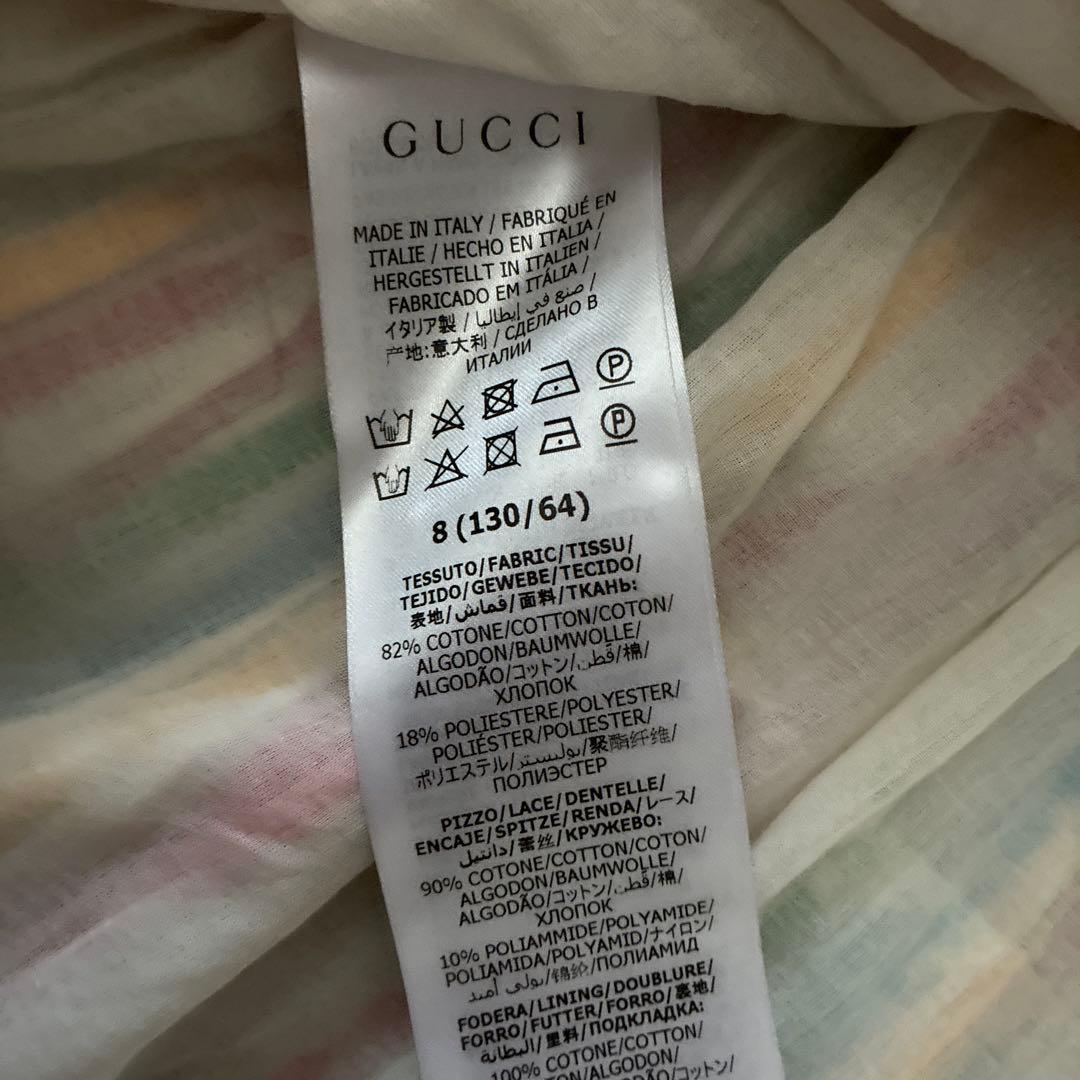 GUCCI
MADE IN ITALY / FABRIQUÉ EN
ITALIE / HECHO EN ITALIA /
HERGESTELLT IN ITALIEN /
FABRICADO EM ITÁLIA /
イタリア製 / صنع في إيطاليا /
产地:意大利 / СДЕЛАНО В
ИТАЛИИ
P
P
8 (130/64)
TESSUTO/FABRIC/TISSU/
TEJIDO/GEWEBE/TECIDO/
表地/قماش/面料/ТКАНЬ:
82% COTONE/COTTON/COTON/
ALGODON/BAUMWOLLE/
ALGODÃO/コットン/قطن/棉/
ХЛОПОК
18% POLIESTERE/POLYESTER/
POLIÉSTER/POLIESTER/
ポリエステル/بوليستر/聚酯纤维/
ПОЛИЭСТЕР
PIZZO/LACE/DENTELLE/
ENCAJE/SPITZE/RENDA/レース/
دانتيل/蕾丝/КРУЖЕВО:
90% COTONE/COTTON/COTON/
ALGODON/BAUMWOLLE/
ALGODÃO/コットン/قطن/棉/
ХЛОПОК
10% POLIAMMIDE/POLYAMIDE/
POLIAMIDA/POLYAMID/ナイロン/
بولي أميد/锦纶/ПОЛИАМИД
FODERA/LINING/DOUBLURE/
FORRO/FUTTER/FORRO/裏地/
البطانة/里料/ПОДКЛАДКА:
100% COTONE/COTTON/
ALGODON/
コットン/